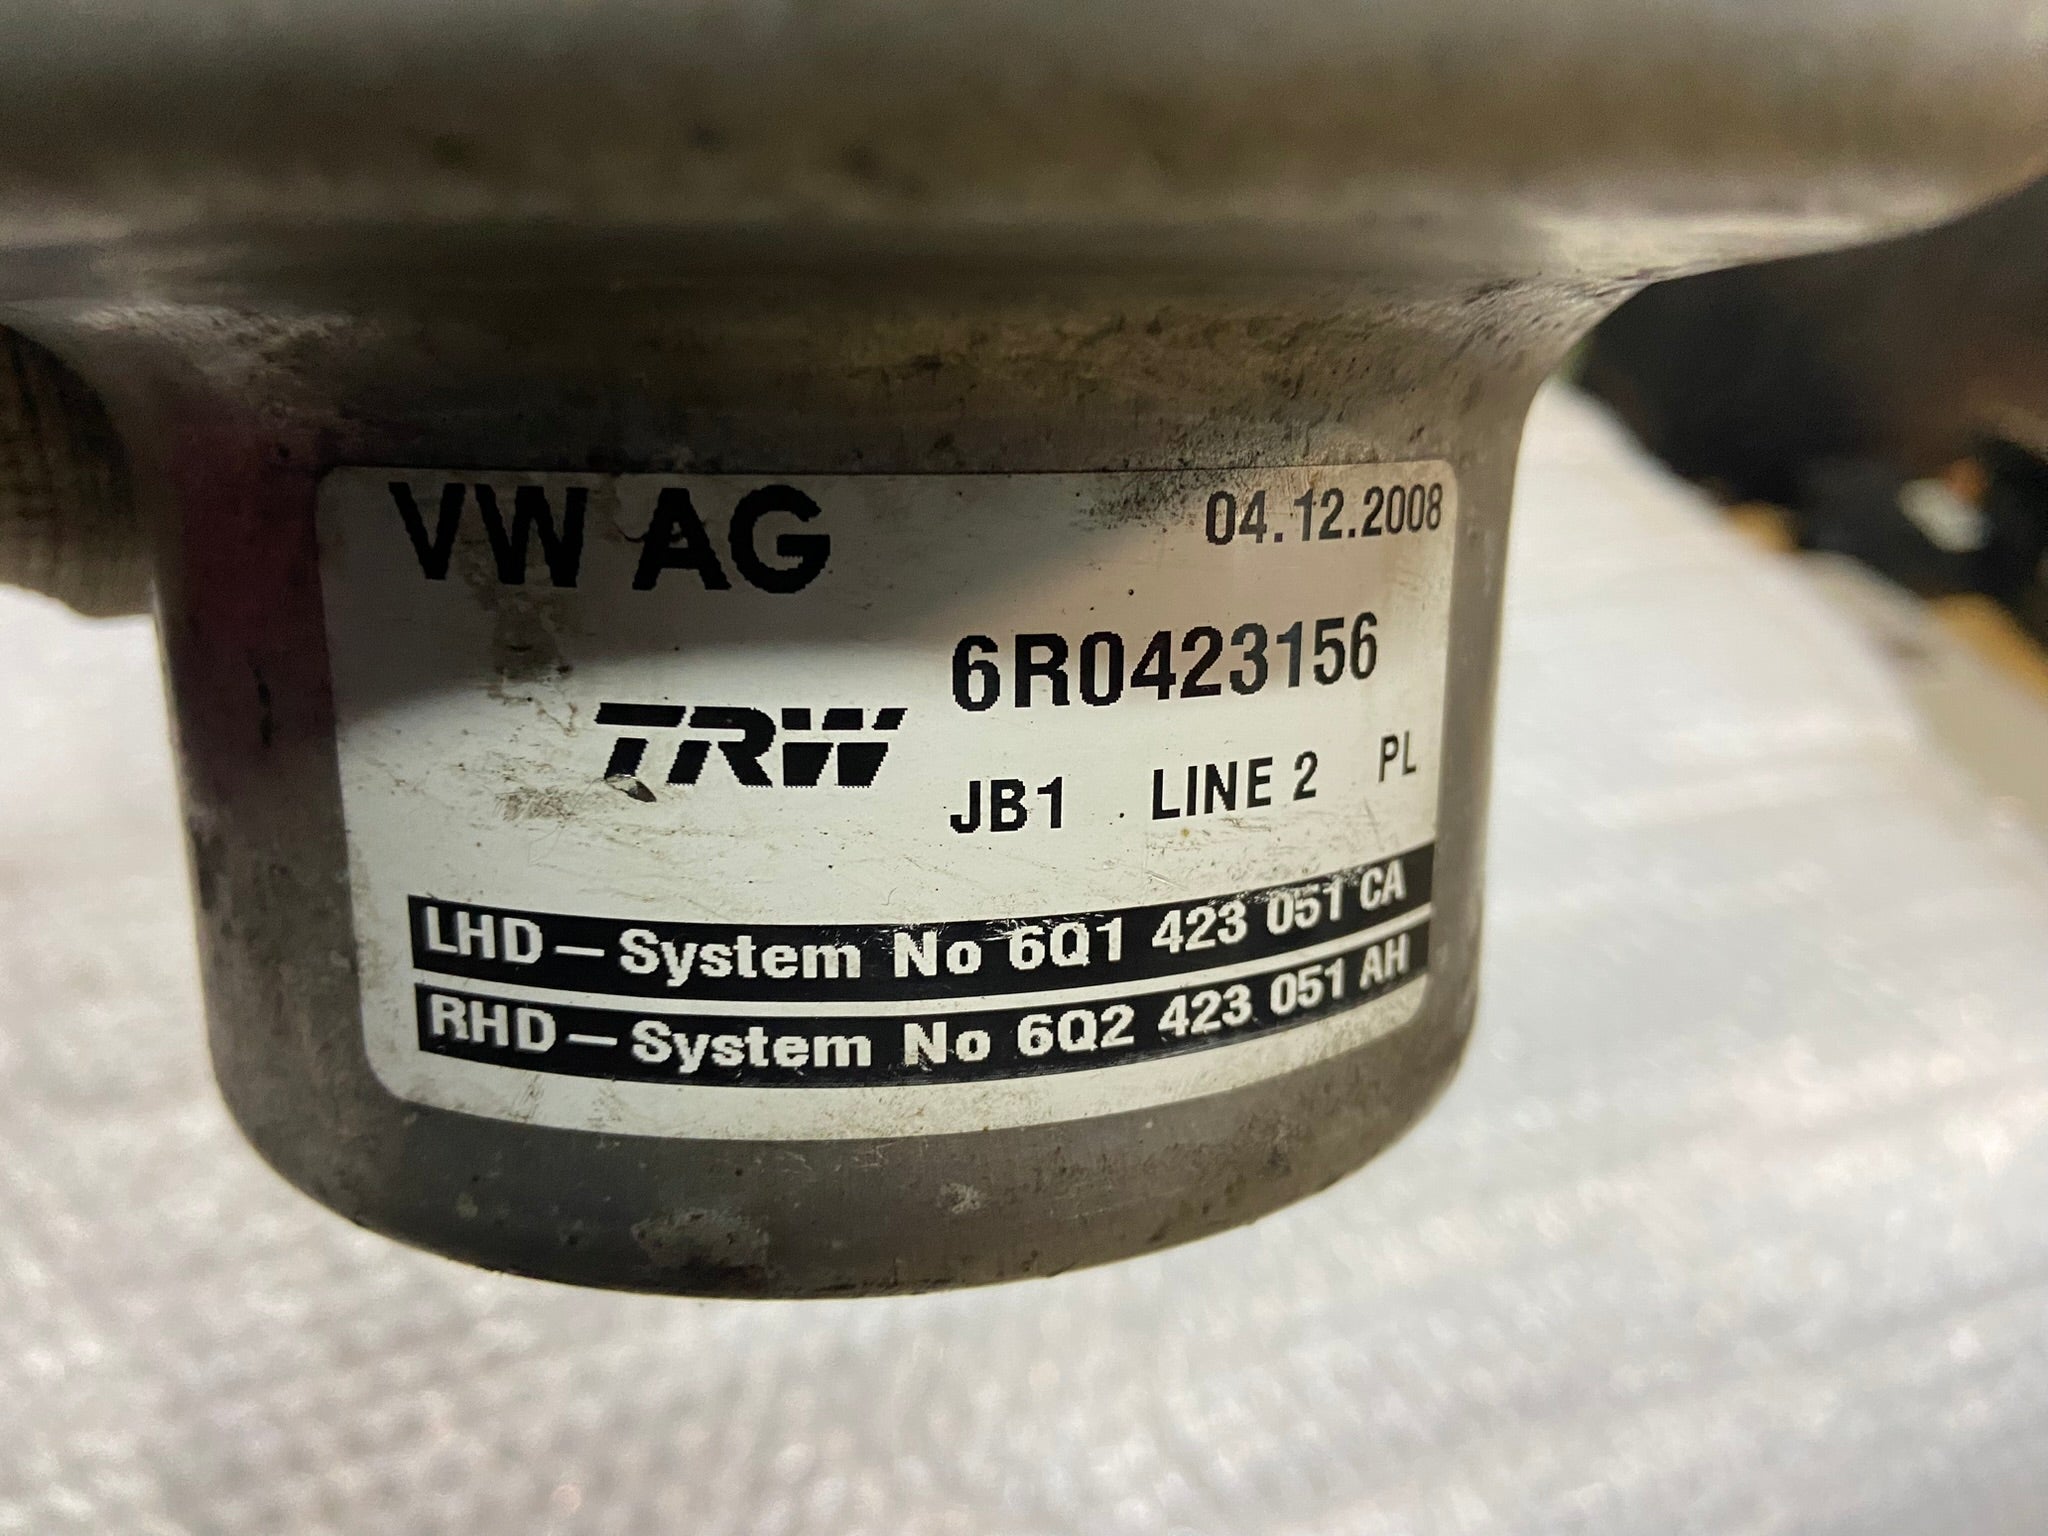 VW AG 04.12.2008
6R0423156
TRW
JB1 LINE 2 PL
LHD – System No 6Q1 423 051 CA
RHD – System No 6Q2 423 051 AH